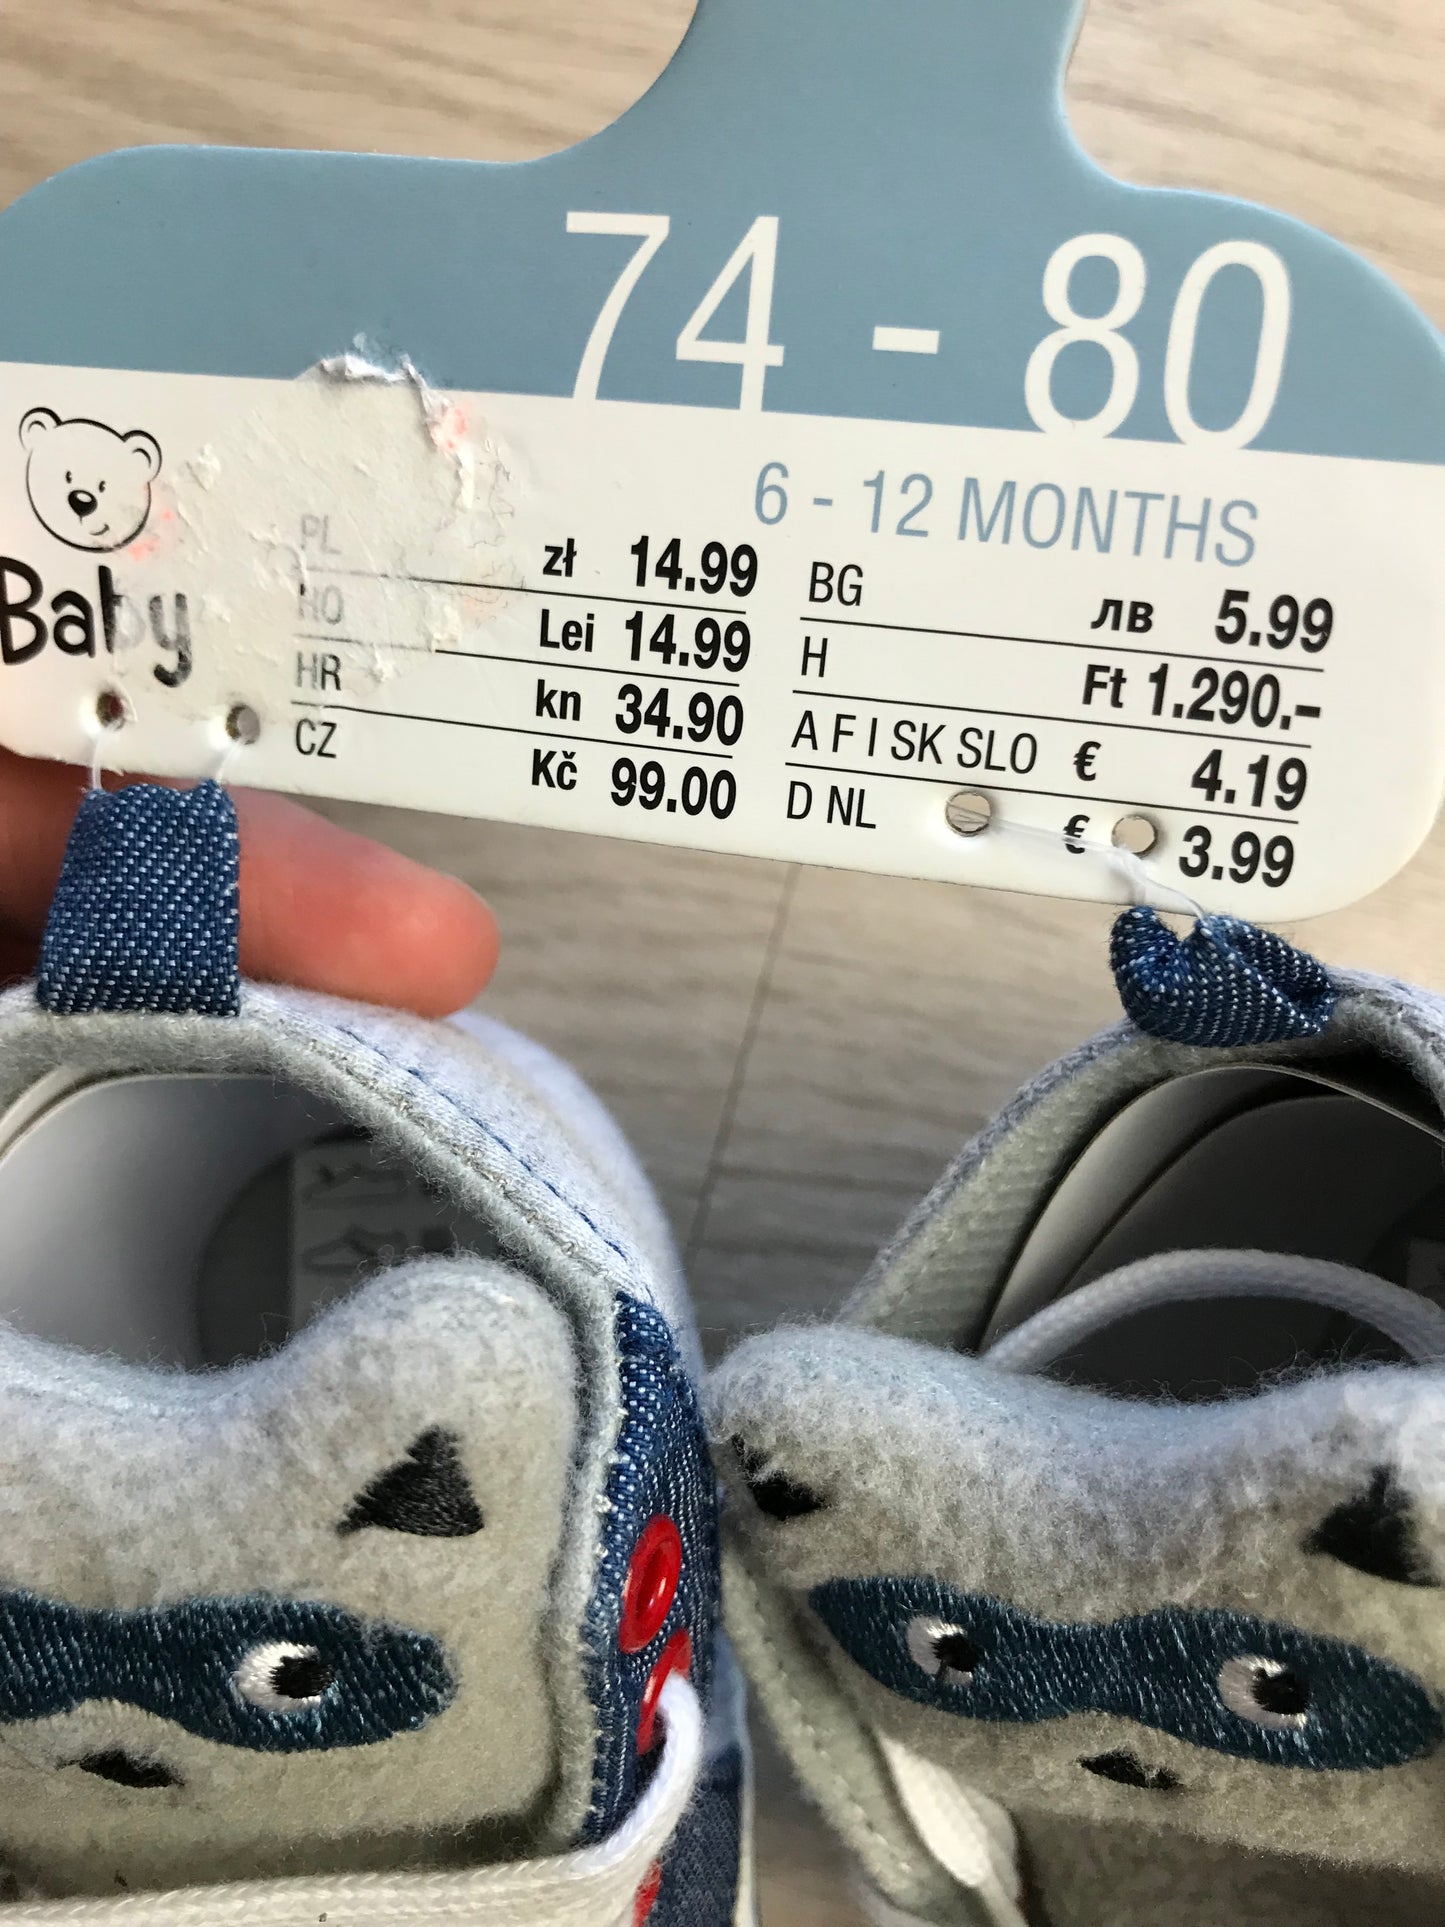 74 - 80
6 - 12 MONTHS
Baby
PL zł 14.99
RO Lei 14.99
HR kn 34.90
CZ Kč 99.00
BG лв 5.99
H Ft 1.290.-
A F I SK SLO € 4.19
D NL € 3.99